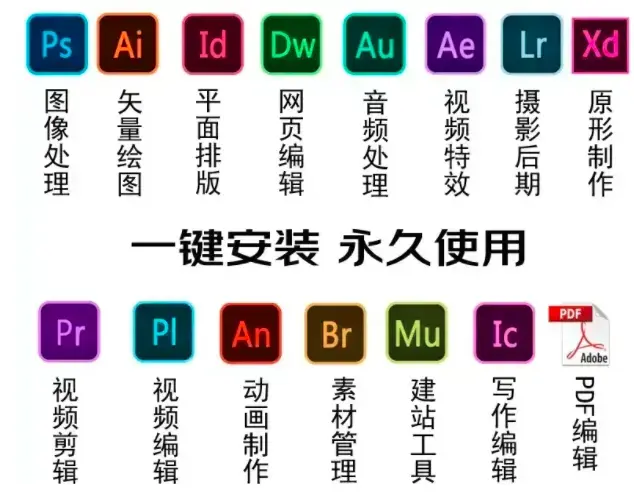 Ps Ai Id Dw Au Ae Lr Xd
图像处理 矢量绘图 平面排版 网页编辑 音频处理 视频特效 摄影后期 原形制作
一键安装 永久使用
Pr Pl An Br Mu Ic PDF Adobe
视频剪辑 视频编辑 动画制作 素材管理 建站工具 写作编辑 PDF编辑